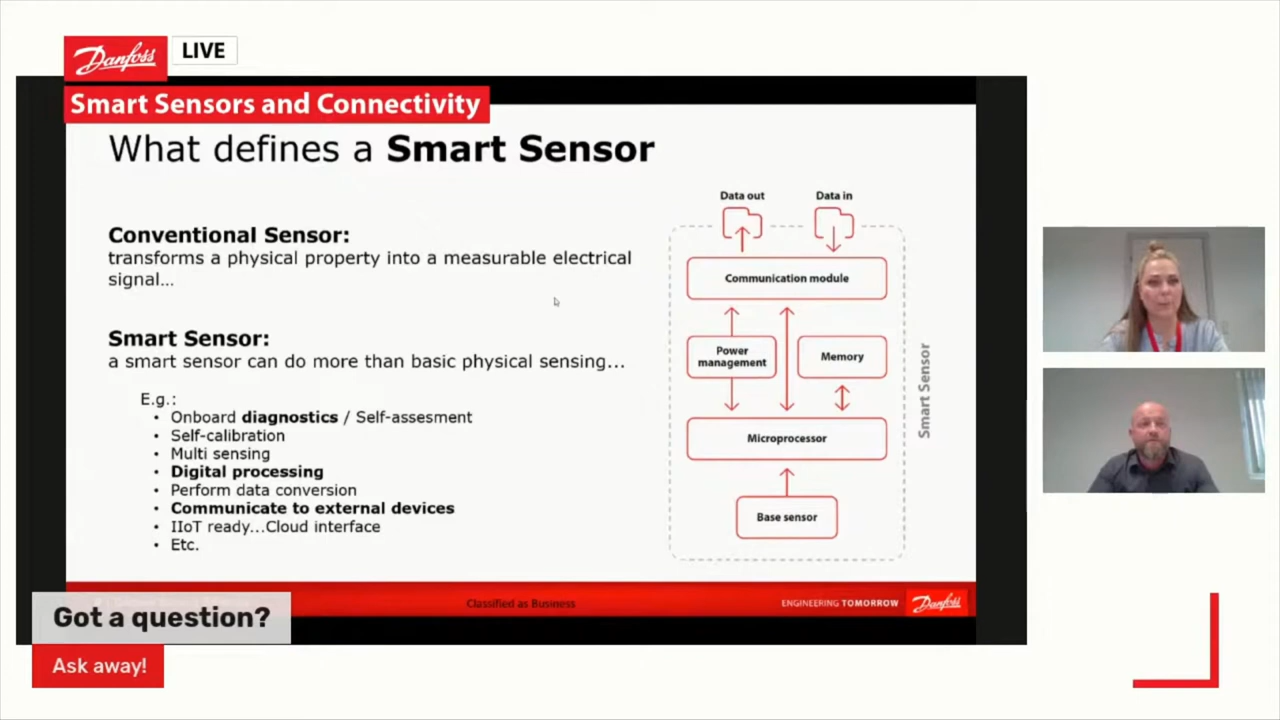 Danfoss
LIVE
Smart Sensors and Connectivity
What defines a Smart Sensor
Conventional Sensor:
transforms a physical property into a measurable electrical
signal...
Smart Sensor:
a smart sensor can do more than basic physical sensing...
E.g.:
• Onboard diagnostics / Self-assesment
• Self-calibration
• Multi sensing
• Digital processing
• Perform data conversion
• Communicate to external devices
• IIoT ready...Cloud interface
• Etc.
Data out
Data in
Communication module
Power
management
Memory
Microprocessor
Base sensor
Smart Sensor
Classified as Business
ENGINEERING TOMORROW
Danfoss
Got a question?
Ask away!